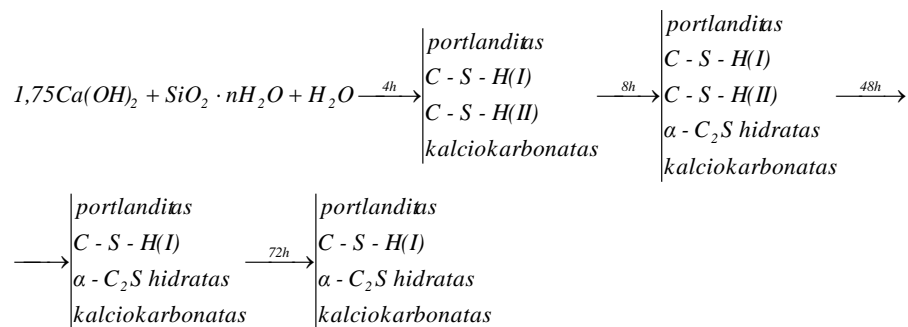 1,75Ca(OH)₂ + SiO₂ · nH₂O + H₂O —4h→ | portlanditas
C - S - H(I)
C - S - H(II)
kalciokarbonatas
—8h→ | portlanditas
C - S - H(I)
C - S - H(II)
α - C₂S hidratas
kalciokarbonatas
—48h→
→ | portlanditas
C - S - H(I)
α - C₂S hidratas
kalciokarbonatas
—72h→ | portlanditas
C - S - H(I)
α - C₂S hidratas
kalciokarbonatas